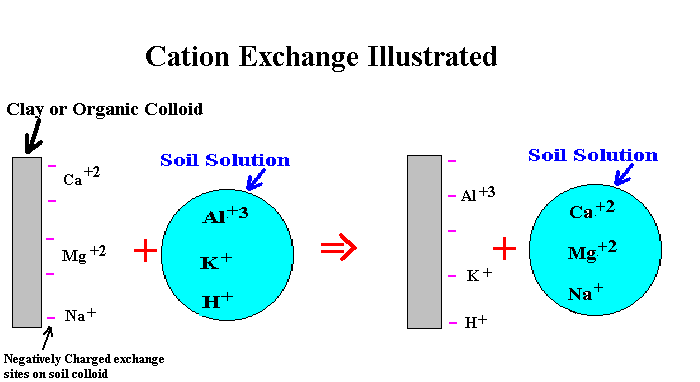 Cation Exchange Illustrated
Clay or Organic Colloid
Ca+2
Mg+2
Na+
Negatively Charged exchange
sites on soil colloid
+
Soil Solution
Al+3
K+
H+
⇒
Al+3
K+
H+
+
Soil Solution
Ca+2
Mg+2
Na+